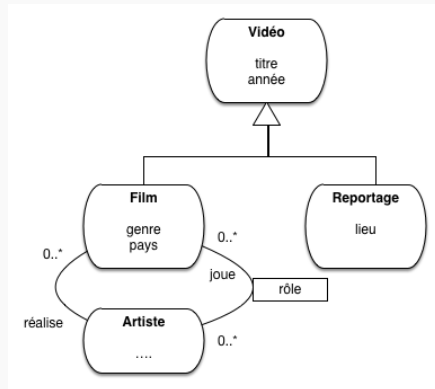 Vidéo
titre
année
Film
genre
pays
Reportage
lieu
0..*
0..*
joue
rôle
réalise
Artiste
....
0..*